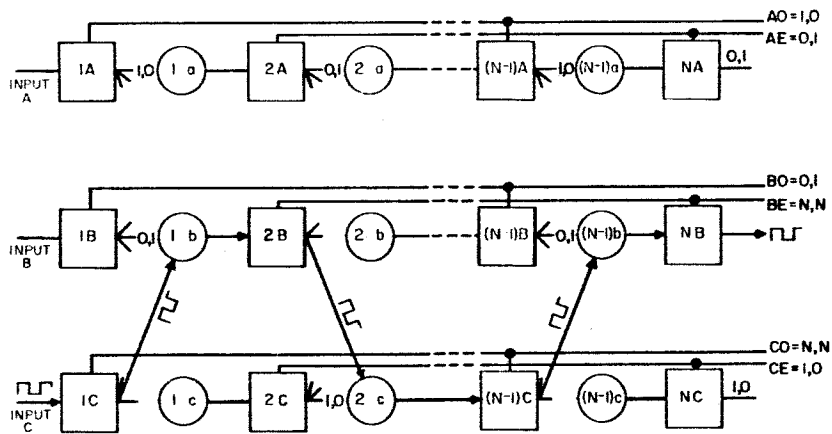 AO = 1,0
AE = 0,1
1A 1,0 1 a 2A 0,1 2 a (N-1)A 1,0 (N-1)a NA 0,1
INPUT
A
BO = 0,1
BE = N,N
1B 0,1 1 b 2B 2 b (N-1)B 0,1 (N-1)b NB
INPUT
B
CO = N,N
CE = 1,0
1C 1 c 2C 1,0 2 c (N-1)C (N-1)c NC 1,0
INPUT
C